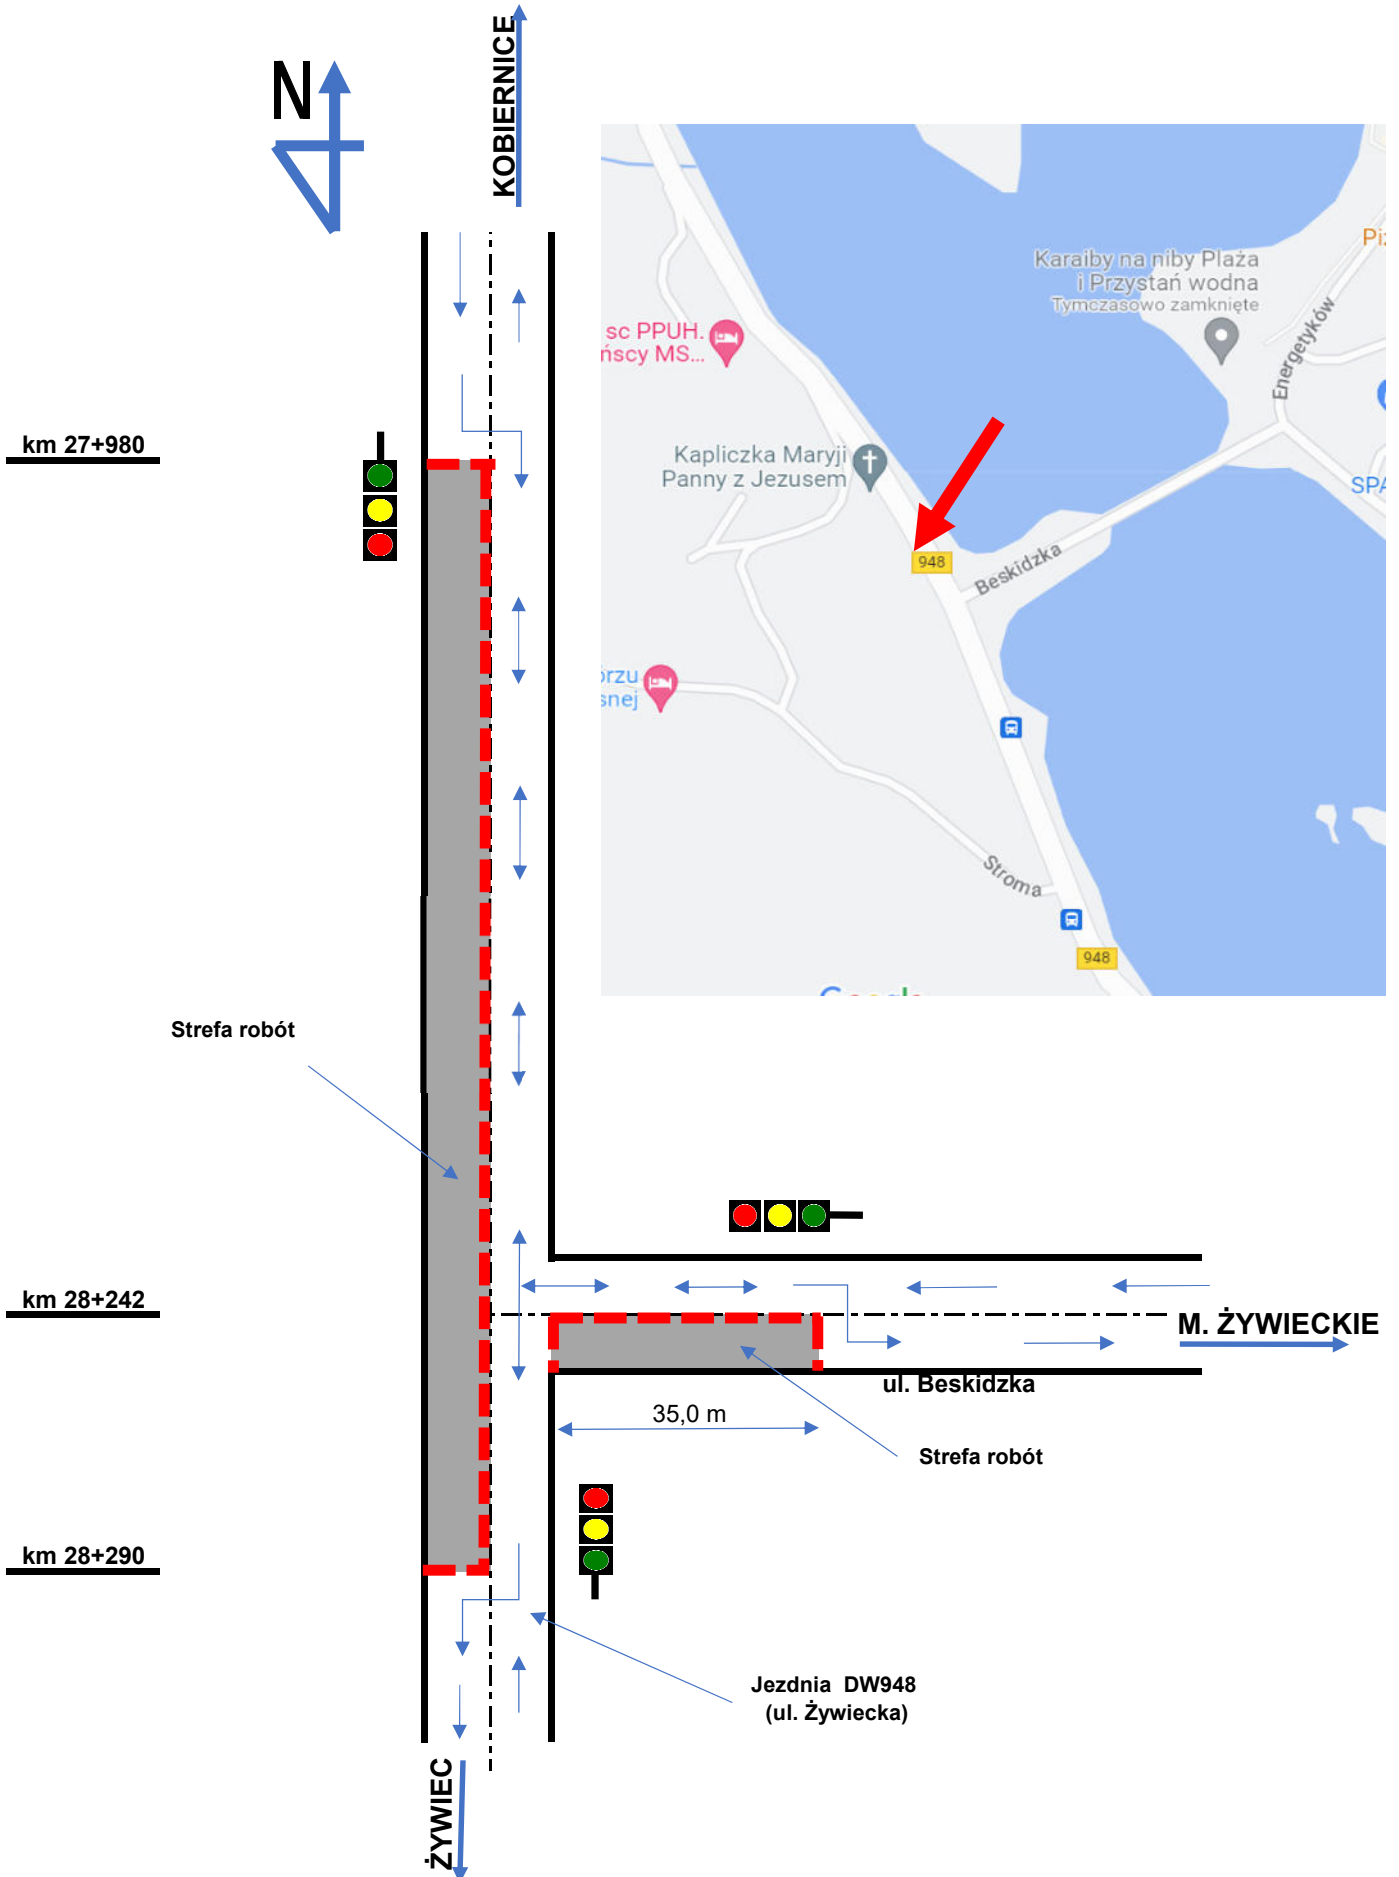 N
KOBIERNICE
Karaiby na niby Plaża
i Przystań wodna
Tymczasowo zamknięte
Energetyków
sc PPUH.
ńscy MS...
km 27+980
Kapliczka Maryji
Panny z Jezusem
SPA
948
Beskidzka
snej
Stroma
948
Strefa robót
km 28+242
M. ŻYWIECKIE
ul. Beskidzka
35,0 m
Strefa robót
km 28+290
Jezdnia DW948
(ul. Żywiecka)
ŻYWIEC